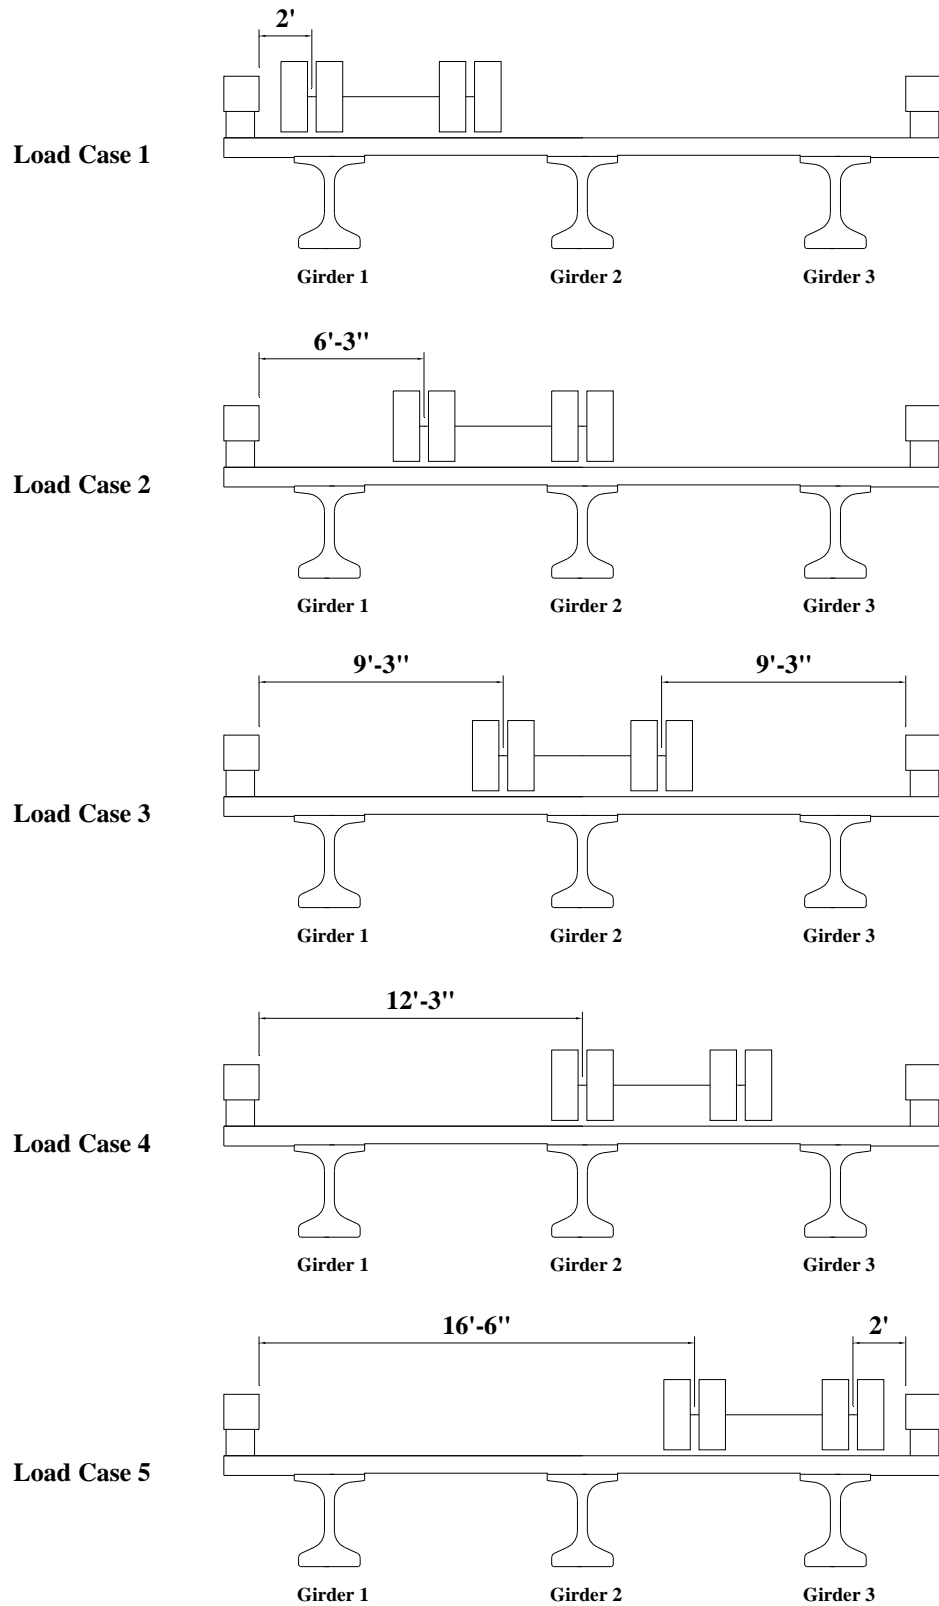 2'
Load Case 1
Girder 1 Girder 2 Girder 3
6'-3"
Load Case 2
Girder 1 Girder 2 Girder 3
9'-3" 9'-3"
Load Case 3
Girder 1 Girder 2 Girder 3
12'-3"
Load Case 4
Girder 1 Girder 2 Girder 3
16'-6" 2'
Load Case 5
Girder 1 Girder 2 Girder 3